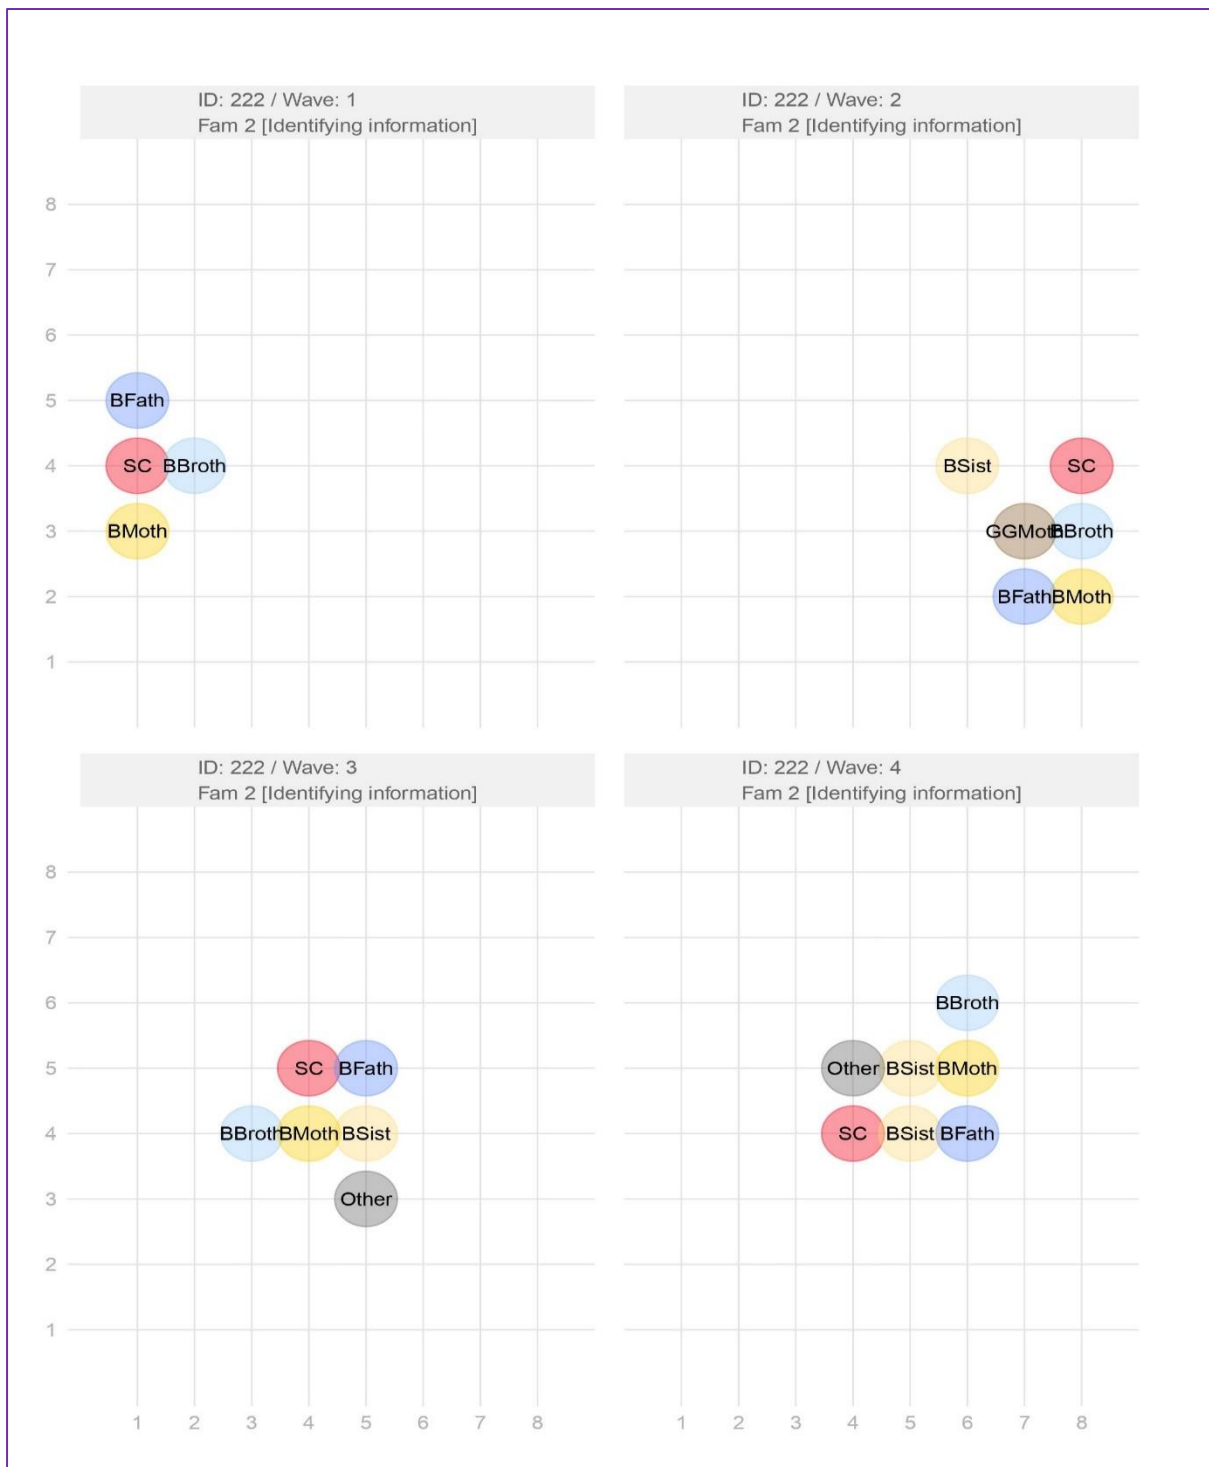 ID: 222 / Wave: 1
Fam 2 [Identifying information]
ID: 222 / Wave: 2
Fam 2 [Identifying information]
8
7
6
5
4
3
2
1
BFath
SC BBroth
BMoth
BSist SC
GGMoth BBroth
BFath BMoth
ID: 222 / Wave: 3
Fam 2 [Identifying information]
ID: 222 / Wave: 4
Fam 2 [Identifying information]
8
7
6
5
4
3
2
1
SC BFath
BBroth BMoth BSist
Other
BBroth
Other BSist BMoth
SC BSist BFath
1 2 3 4 5 6 7 8
1 2 3 4 5 6 7 8